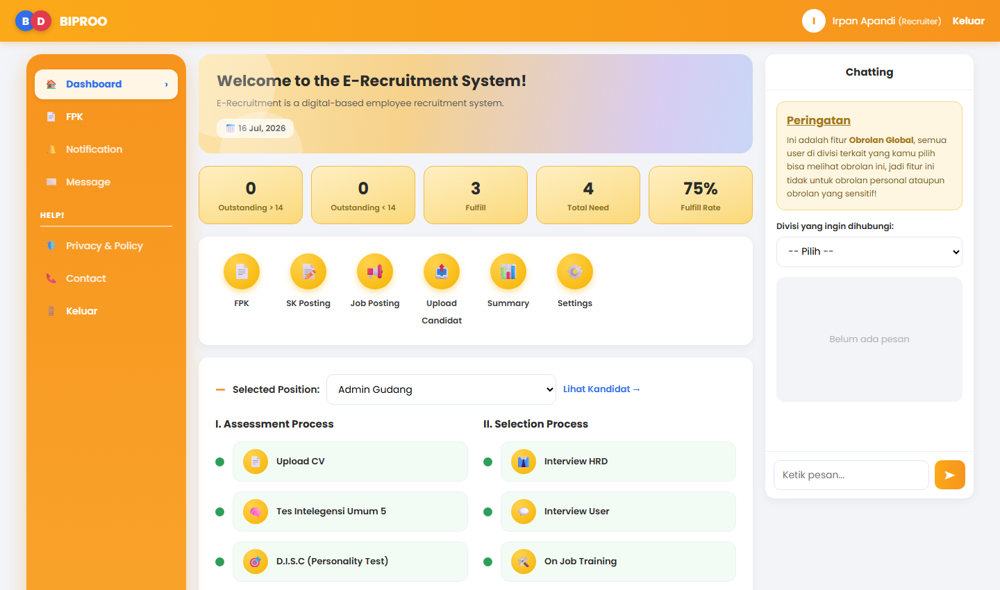 B D BIPROO
I Irpan Apandi (Recruiter) Keluar
Dashboard ›
FPK
Notification
Message
HELP!
Privacy & Policy
Contact
Keluar
Welcome to the E-Recruitment System!
E-Recruitment is a digital-based employee recruitment system.
16 Jul, 2026
0
Outstanding > 14
0
Outstanding < 14
3
Fulfill
4
Total Need
75%
Fulfill Rate
FPK
SK Posting
Job Posting
Upload
Candidat
Summary
Settings
Selected Position: Admin Gudang Lihat Kandidat →
I. Assessment Process
Upload CV
Tes Intelegensi Umum 5
D.I.S.C (Personality Test)
II. Selection Process
Interview HRD
Interview User
On Job Training
Chatting
Peringatan
Ini adalah fitur Obrolan Global, semua
user di divisi terkait yang kamu pilih
bisa melihat obrolan ini, jadi fitur ini
tidak untuk obrolan personal ataupun
obrolan yang sensitif!
Divisi yang ingin dihubungi:
-- Pilih --
Belum ada pesan
Ketik pesan...